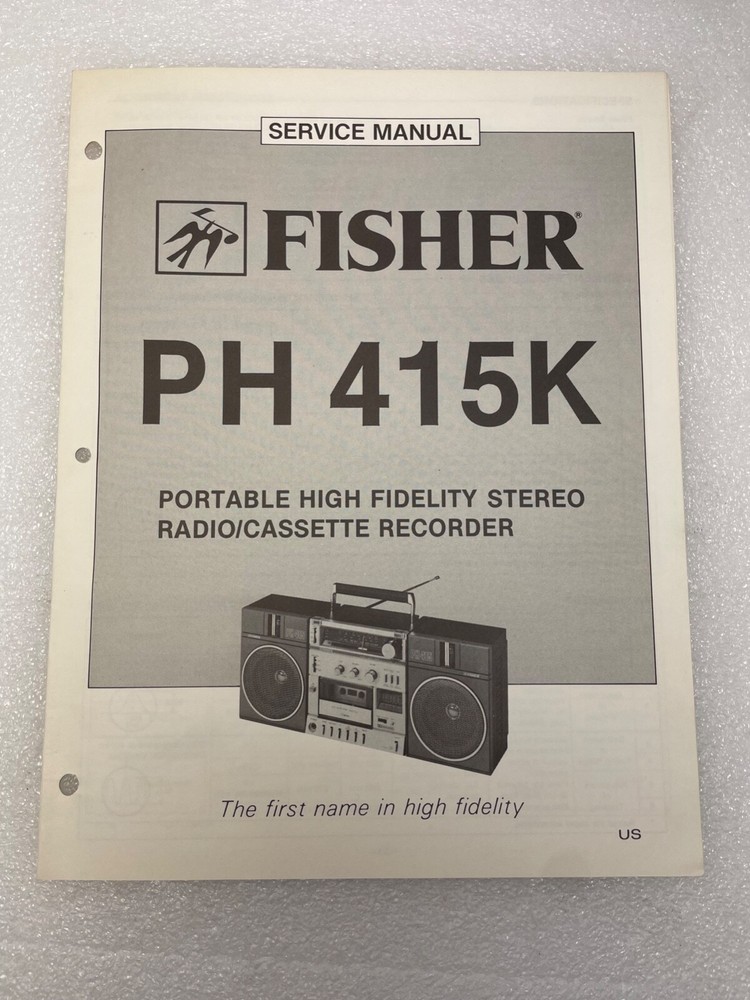 SERVICE MANUAL
FISHER®
PH 415K
PORTABLE HIGH FIDELITY STEREO
RADIO/CASSETTE RECORDER
The first name in high fidelity
US